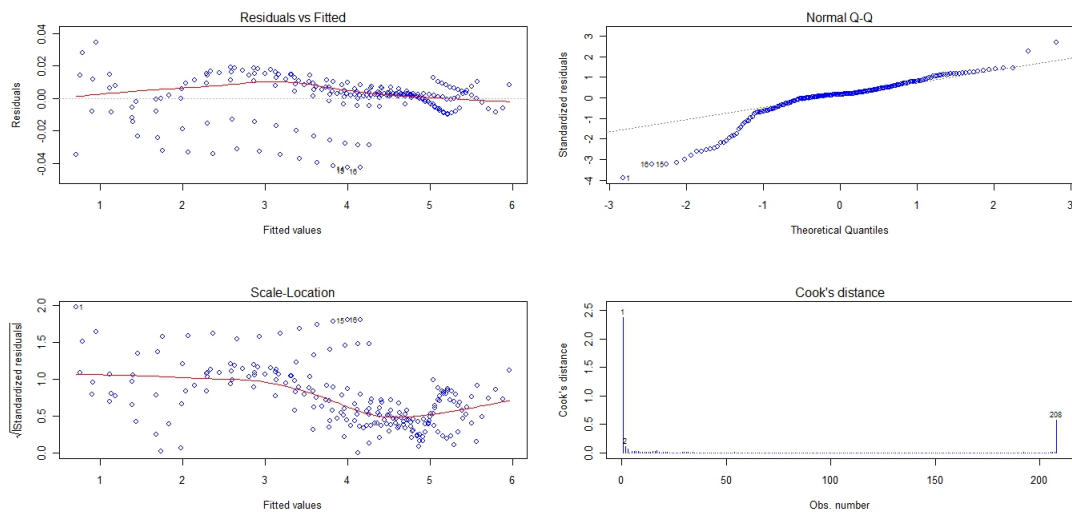 Residuals vs Fitted
Residuals
0.04
0.02
0.00
-0.02
-0.04
15 16
1 2 3 4 5 6
Fitted values
Normal Q-Q
Standardized residuals
3
2
1
0
-1
-2
-3
-4
16 15
1
-3 -2 -1 0 1 2 3
Theoretical Quantiles
Scale-Location
√|Standardized residuals|
2.0
1.5
1.0
0.5
0.0
1
15 16
1 2 3 4 5 6
Fitted values
Cook's distance
Cook's distance
2.5
2.0
1.5
1.0
0.5
0.0
1
2
208
0 50 100 150 200
Obs. number